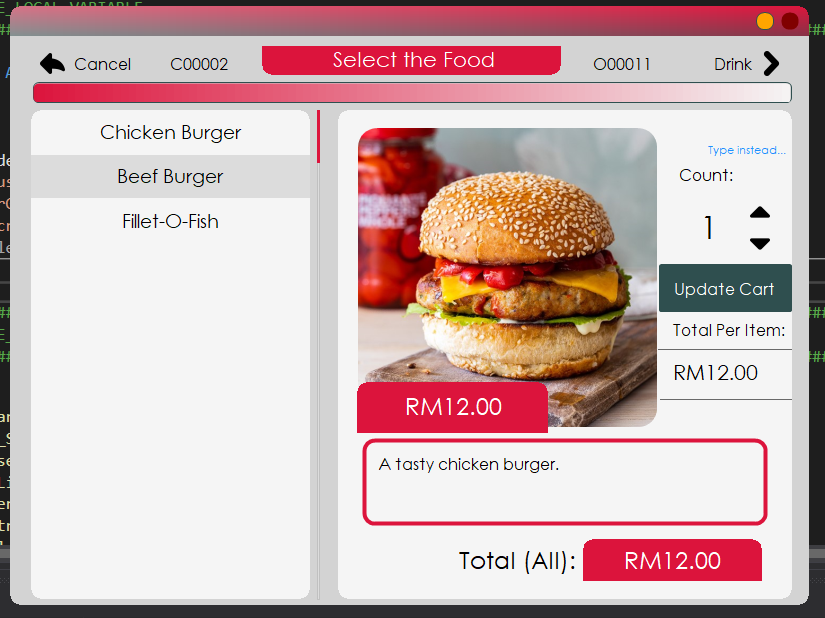 E_LOCAL_VARIABLE
Cancel
C00002
Select the Food
O00011
Drink
Chicken Burger
Beef Burger
Fillet-O-Fish
Type instead...
Count:
1
Update Cart
Total Per Item:
RM12.00
RM12.00
A tasty chicken burger.
Total (All):
RM12.00